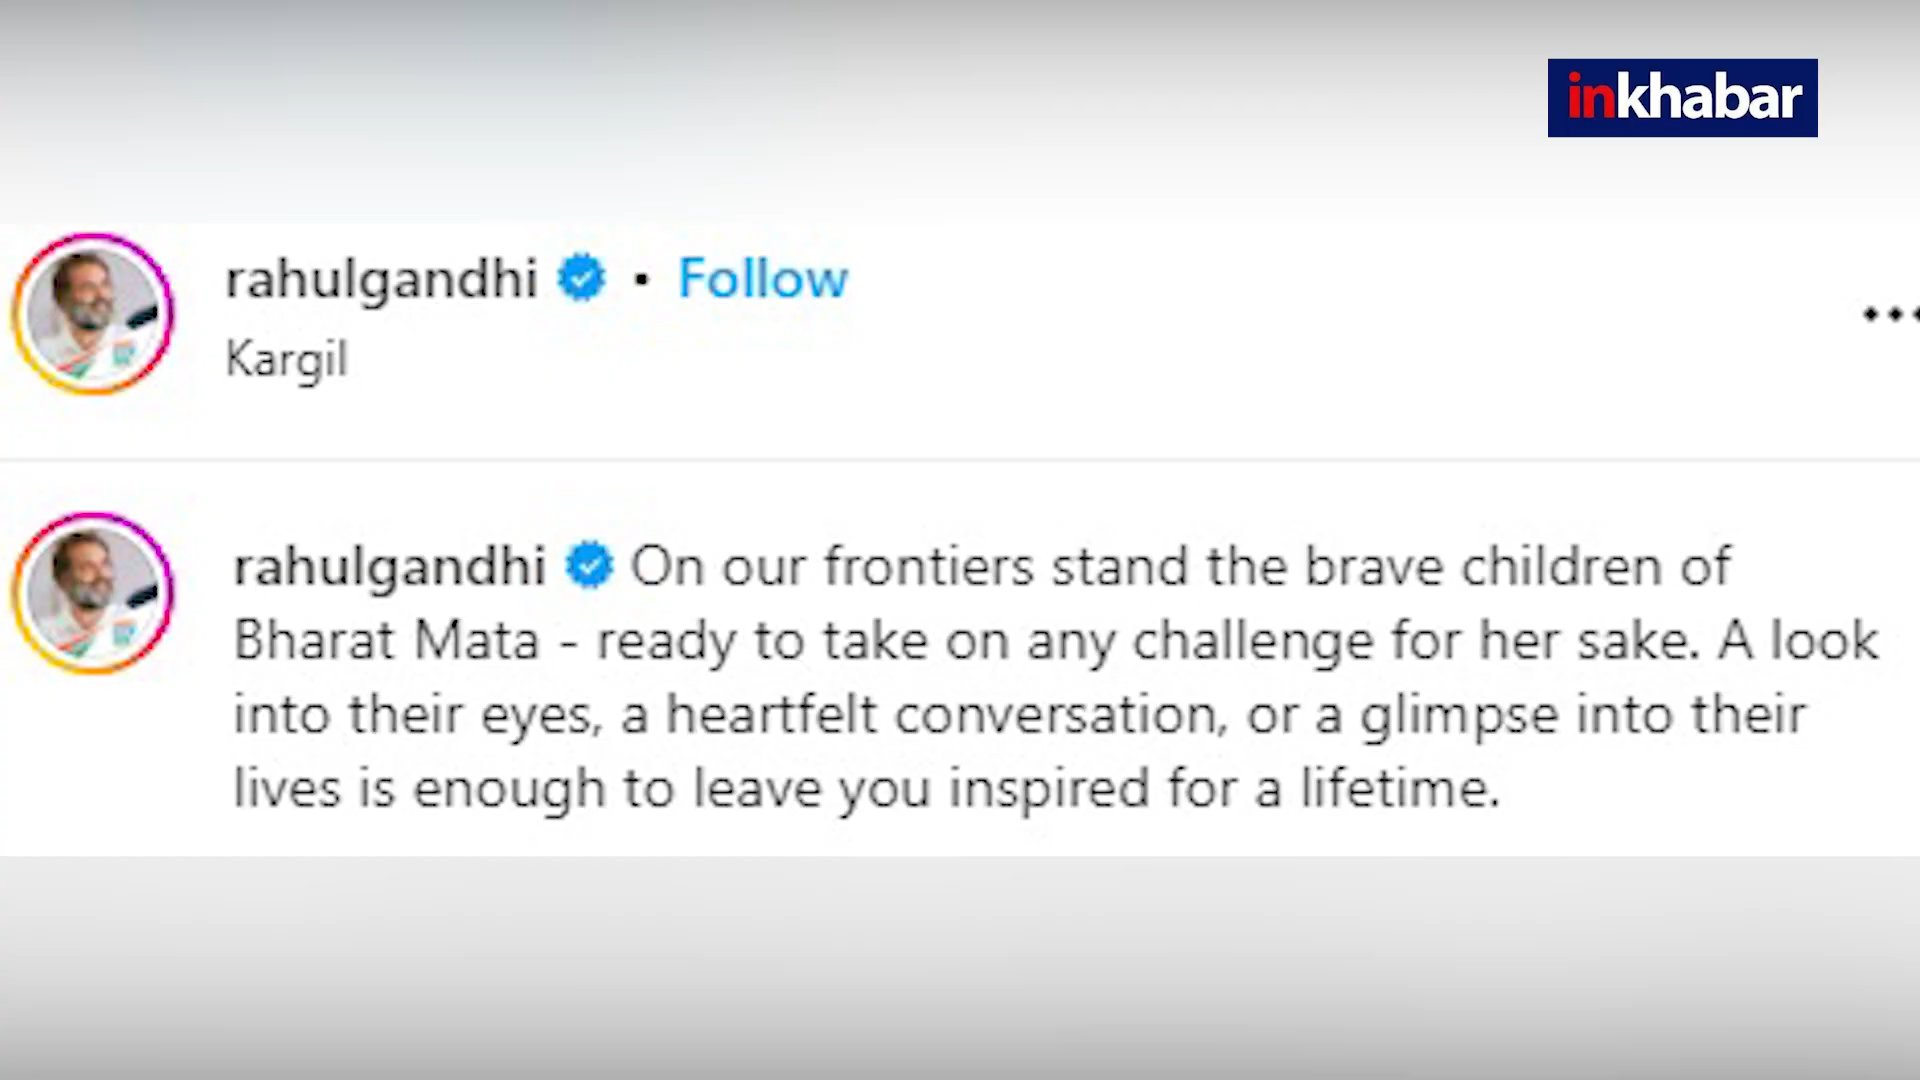 inkhabar
rahulgandhi • Follow
Kargil
rahulgandhi On our frontiers stand the brave children of
Bharat Mata - ready to take on any challenge for her sake. A look
into their eyes, a heartfelt conversation, or a glimpse into their
lives is enough to leave you inspired for a lifetime.